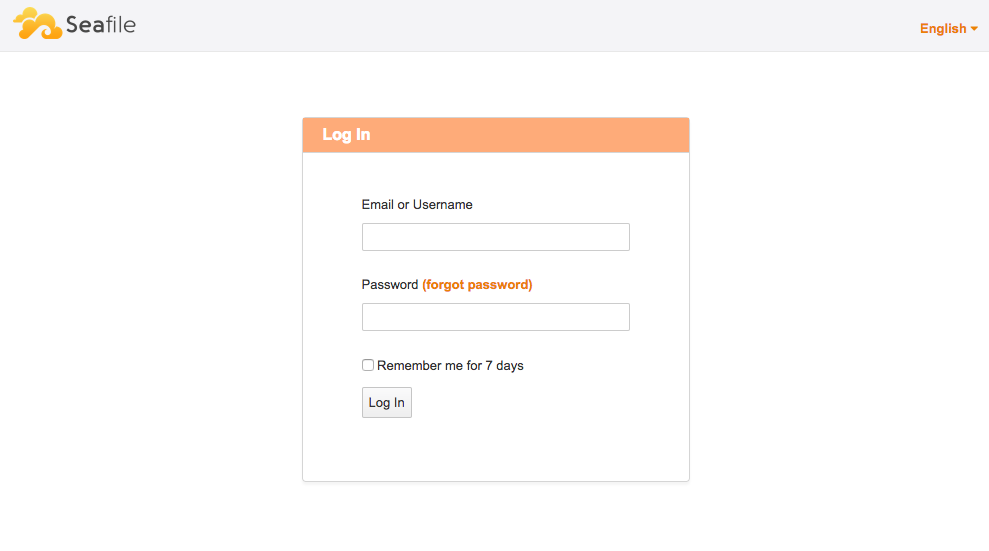 Seafile
English
Log In
Email or Username
Password (forgot password)
Remember me for 7 days
Log In